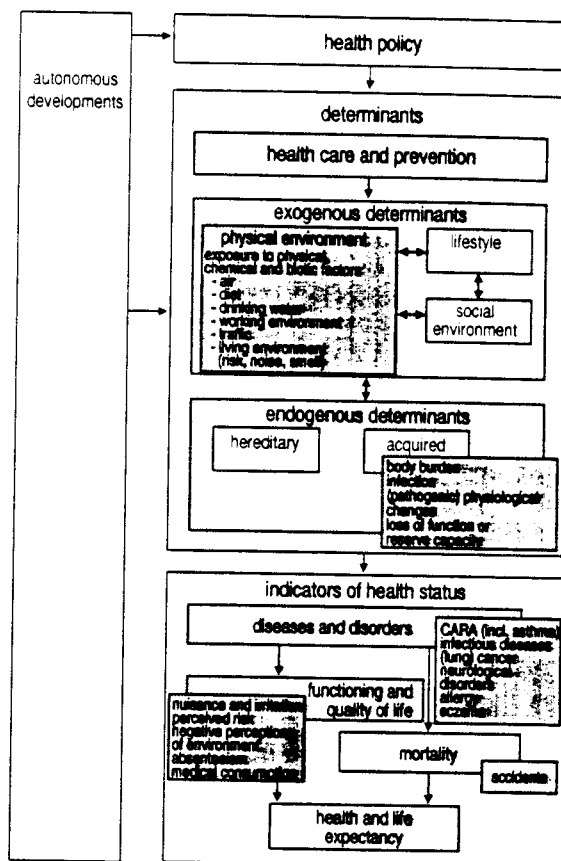 health policy
autonomous
developments
determinants
health care and prevention
exogenous determinants
physical environment
exposure to physical,
chemical and biotic factors:
- air
- diet
- drinking water
- working environment
- traffic
- living environment
(risk, noise, smell)
lifestyle
social
environment
endogenous determinants
hereditary
acquired
body burden
infection
(pathogenic) physiological
changes
loss of function or
reserve capacity
indicators of health status
diseases and disorders
CARA (incl. asthma)
infectious diseases
(lung) cancer
neurological
disorders
allergy
eczema
functioning and
quality of life
nuisance and irritation
perceived risk
negative perceptions
of environment
absenteeism
medical consumption
mortality
accidents
health and life
expectancy